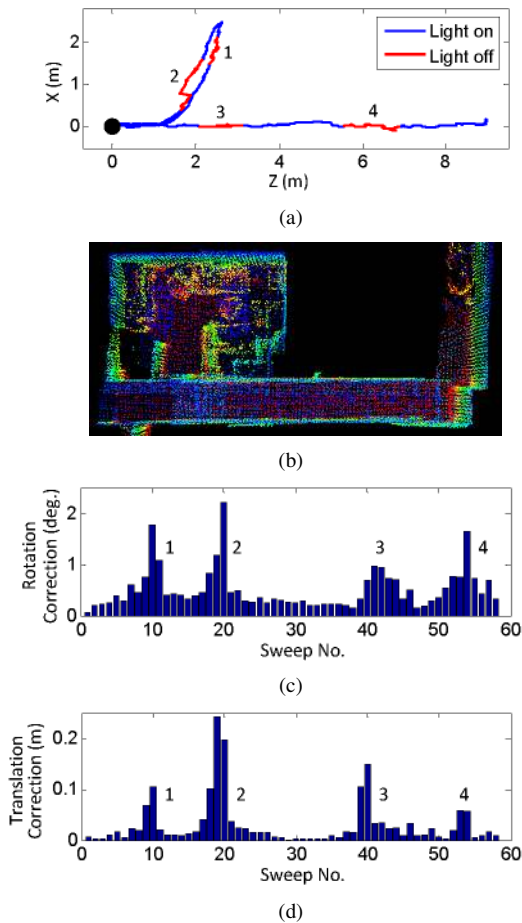 2
1
0
X (m)
Light on
Light off
1
2
3
4
0
2
4
6
8
Z (m)
(a)
(b)
2
1
0
Rotation
Correction (deg.)
1
2
3
4
0
10
20
30
40
50
60
Sweep No.
(c)
0.2
0.1
0
Translation
Correction (m)
1
2
3
4
0
10
20
30
40
50
60
Sweep No.
(d)